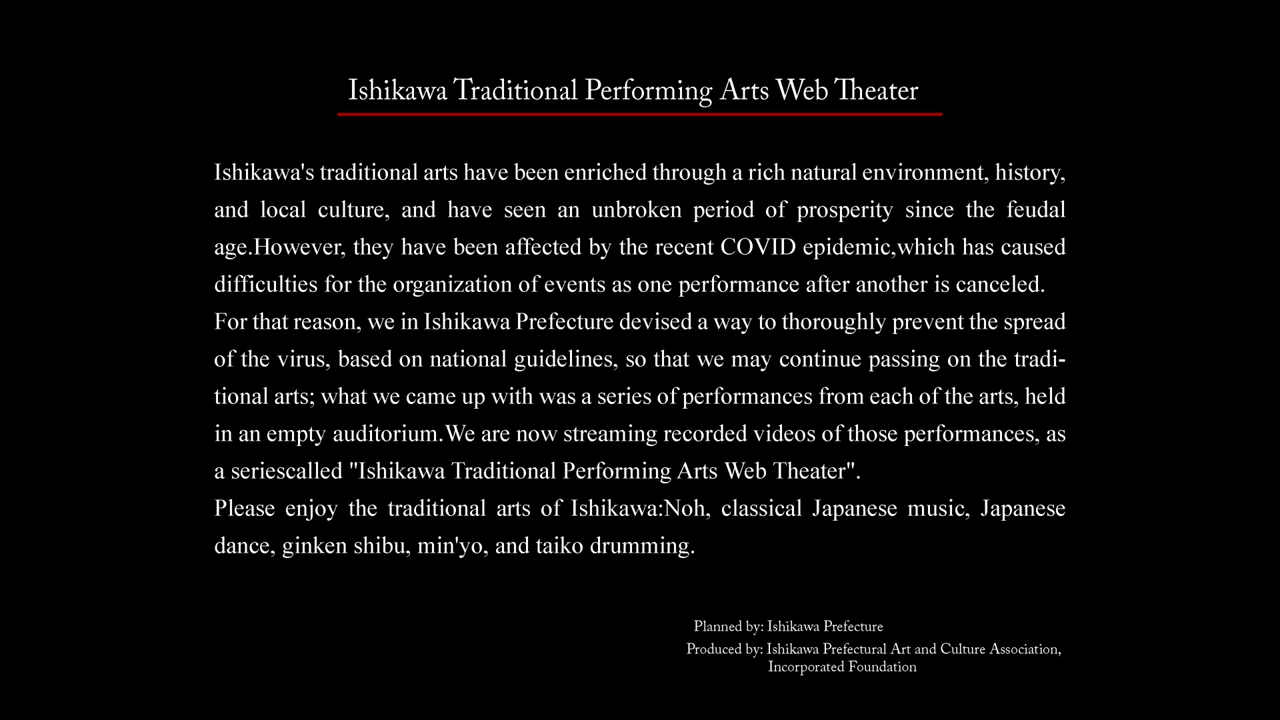 Ishikawa Traditional Performing Arts Web Theater
Ishikawa's traditional arts have been enriched through a rich natural environment, history,
and local culture, and have seen an unbroken period of prosperity since the feudal
age.However, they have been affected by the recent COVID epidemic,which has caused
difficulties for the organization of events as one performance after another is canceled.
For that reason, we in Ishikawa Prefecture devised a way to thoroughly prevent the spread
of the virus, based on national guidelines, so that we may continue passing on the tradi-
tional arts; what we came up with was a series of performances from each of the arts, held
in an empty auditorium.We are now streaming recorded videos of those performances, as
a seriescalled "Ishikawa Traditional Performing Arts Web Theater".
Please enjoy the traditional arts of Ishikawa:Noh, classical Japanese music, Japanese
dance, ginken shibu, min'yo, and taiko drumming.
Planned by: Ishikawa Prefecture
Produced by: Ishikawa Prefectural Art and Culture Association,
Incorporated Foundation